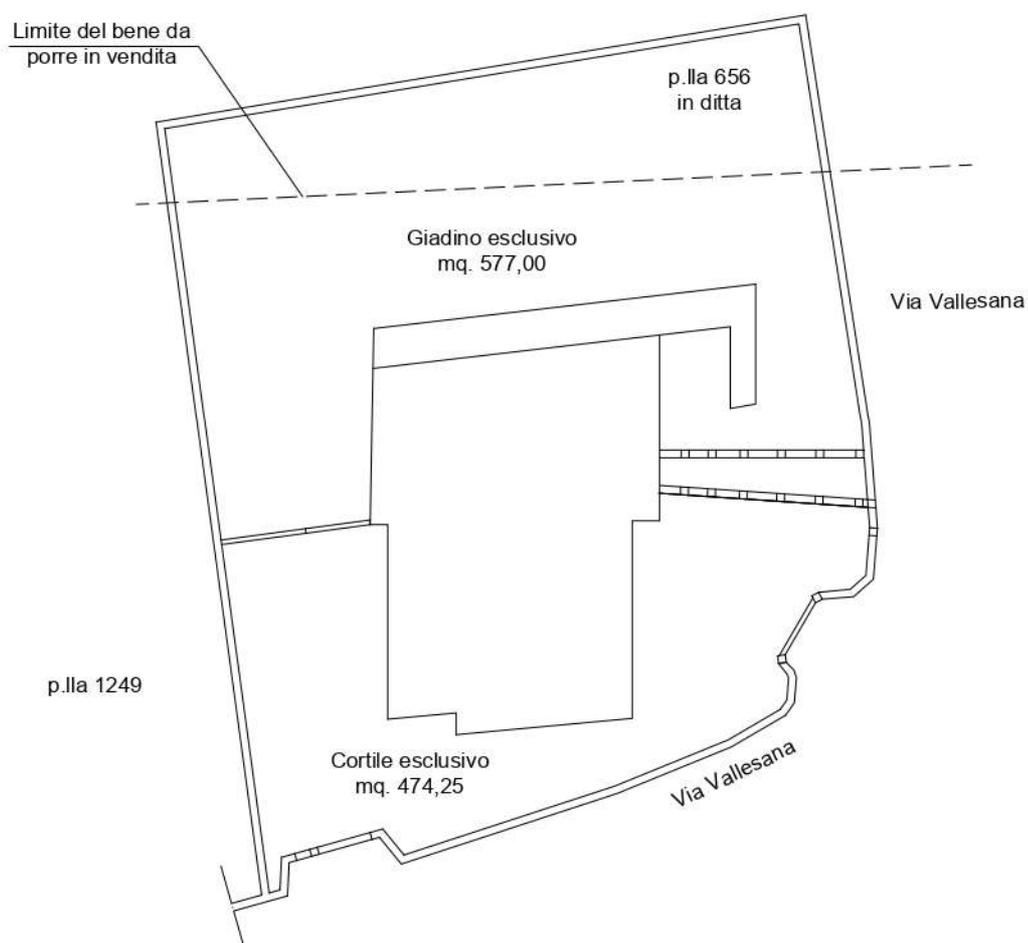 Limite del bene da
porre in vendita
p.lla 656
in ditta
Giadino esclusivo
mq. 577,00
Via Vallesana
p.lla 1249
Cortile esclusivo
mq. 474,25
Via Vallesana